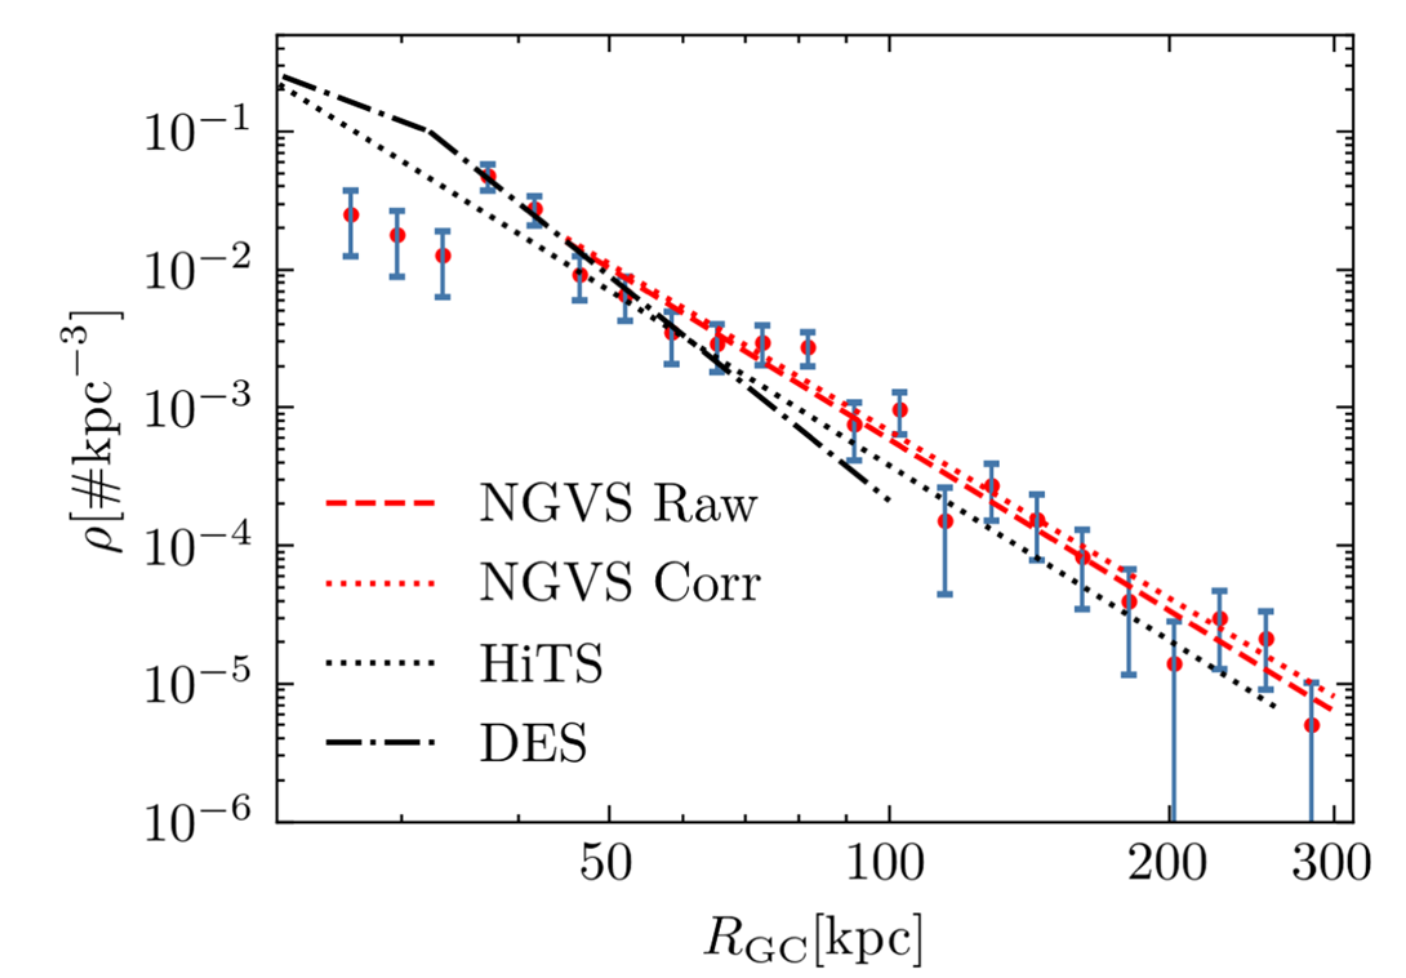 10⁻¹
10⁻²
10⁻³
10⁻⁴
10⁻⁵
10⁻⁶
ρ[#kpc⁻³]
NGVS Raw
NGVS Corr
HiTS
DES
50 100 200 300
R_GC[kpc]